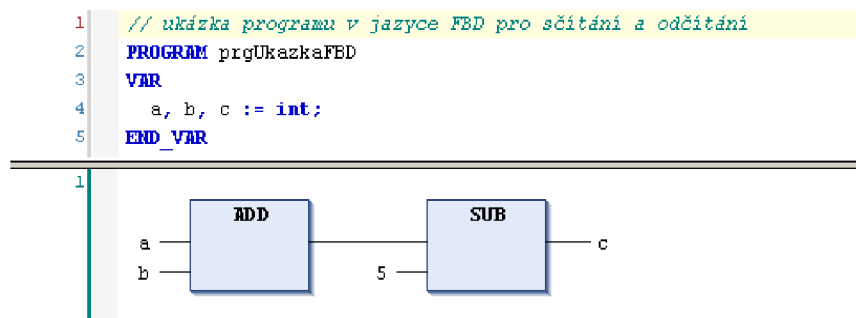 1 // ukázka programu v jazyce FBD pro sčítání a odčítání
2 PROGRAM prgUkazkaFBD
3 VAR
4 a, b, c := int;
5 END_VAR
1
ADD SUB
a c
b 5